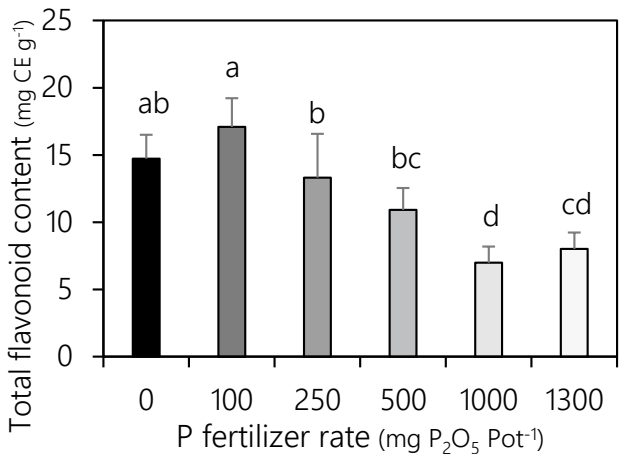 Total flavonoid content (mg CE g⁻¹)
25
20
15
10
5
0
ab
a
b
bc
d
cd
0 100 250 500 1000 1300
P fertilizer rate (mg P₂O₅ Pot⁻¹)